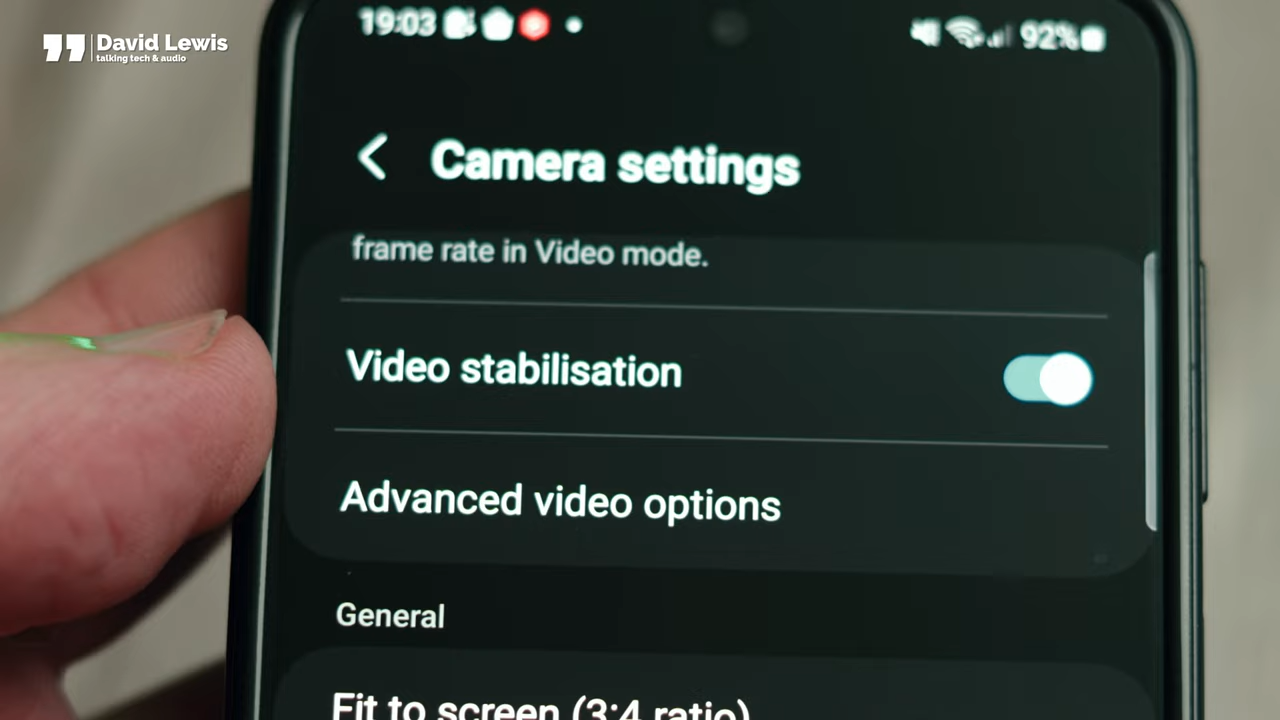 David Lewis
talking tech & audio
19:03
92%
Camera settings
frame rate in Video mode.
Video stabilisation
Advanced video options
General
Fit to screen (3:4 ratio)